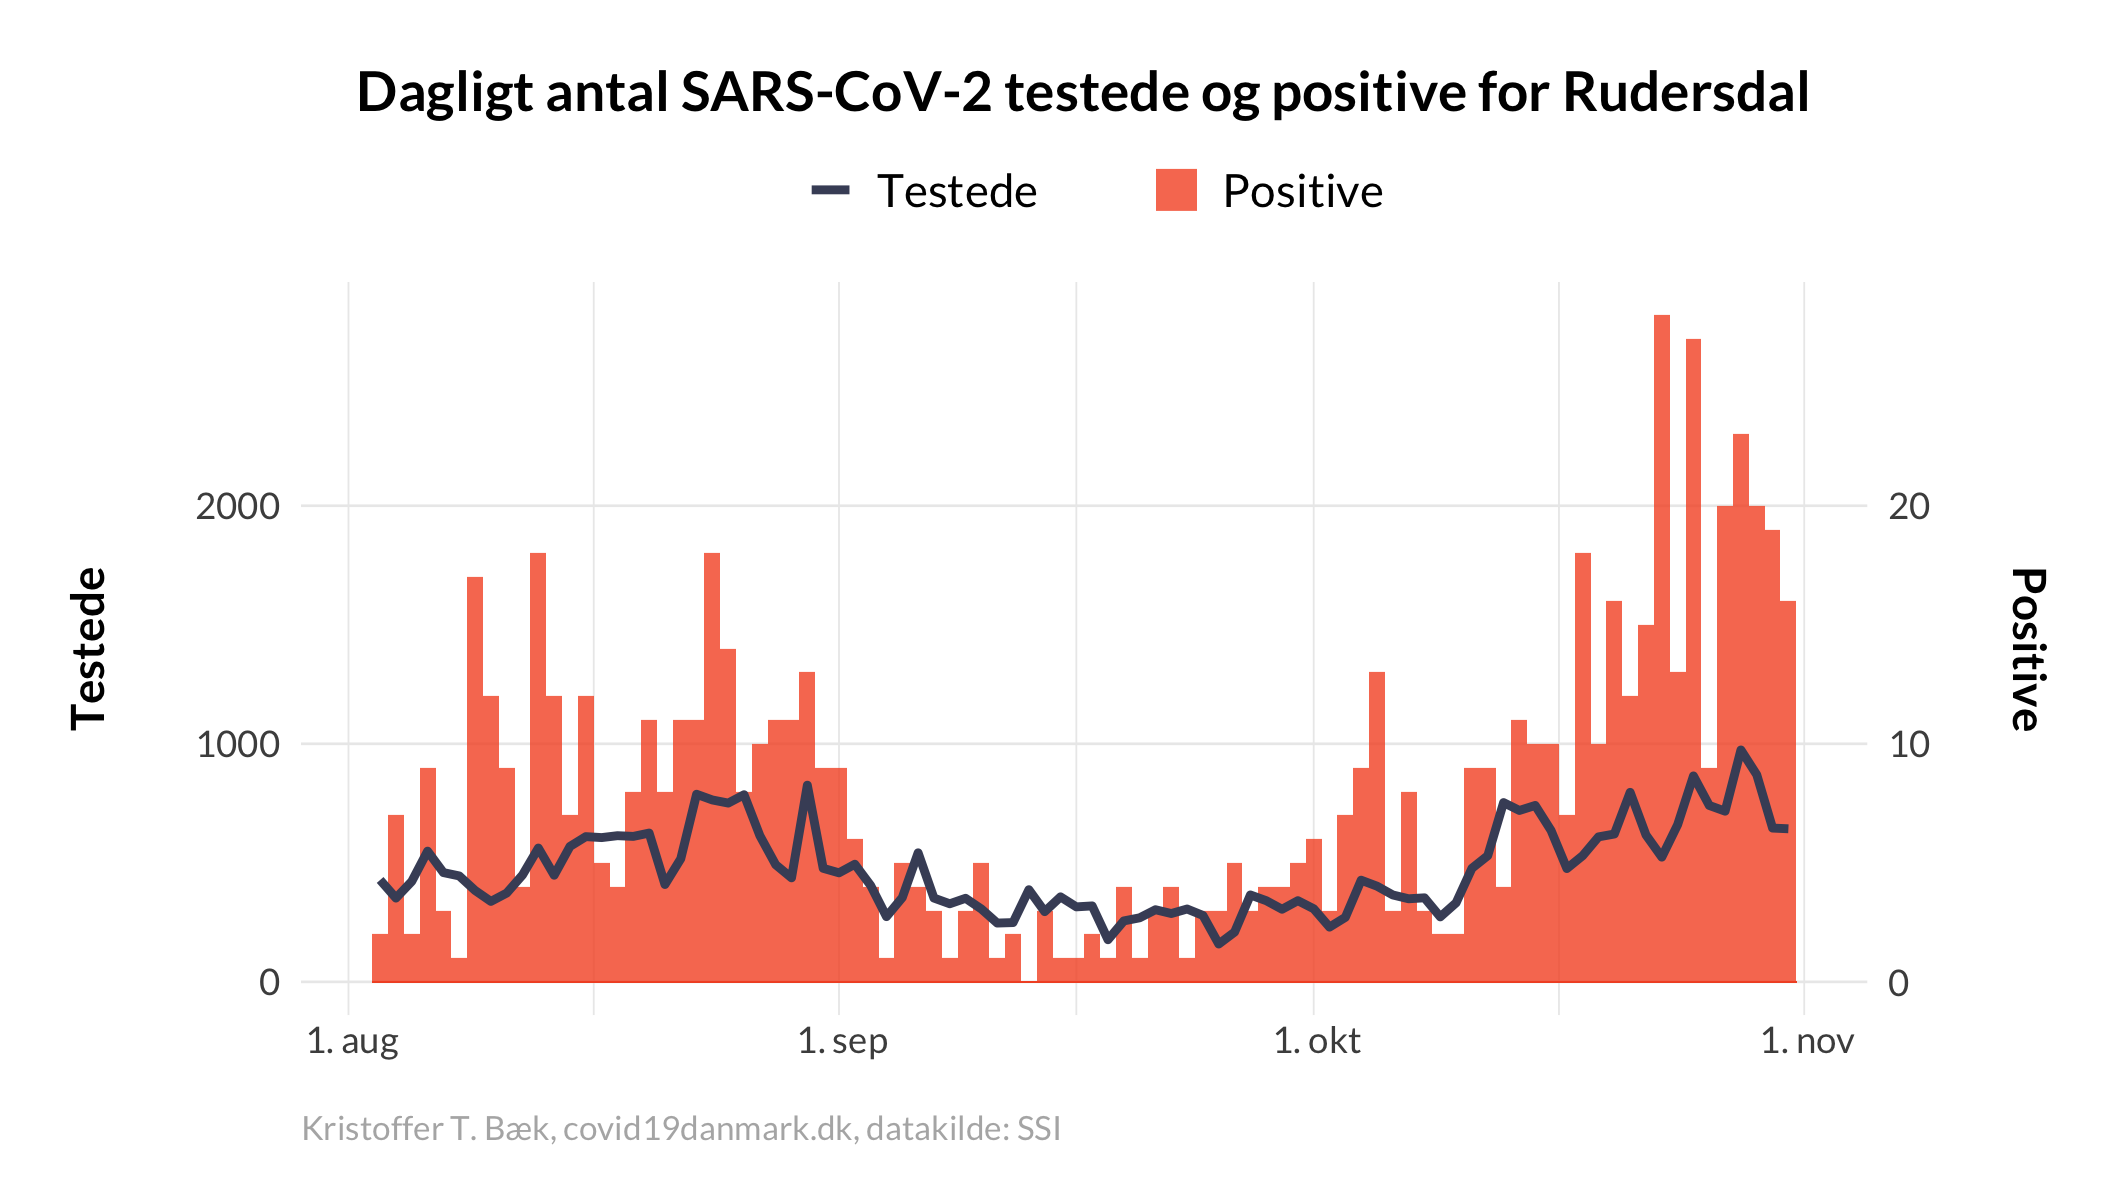 Dagligt antal SARS-CoV-2 testede og positive for Rudersdal
Testede
Positive
2000
1000
0
Testede
20
10
0
Positive
1. aug
1. sep
1. okt
1. nov
Kristoffer T. Bæk, covid19danmark.dk, datakilde: SSI